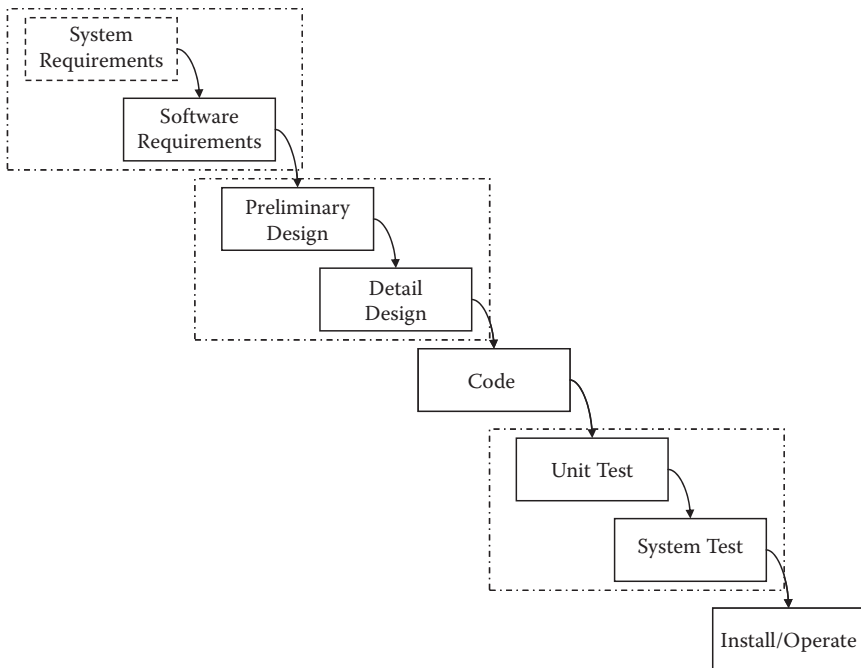 System
Requirements
Software
Requirements
Preliminary
Design
Detail
Design
Code
Unit Test
System Test
Install/Operate